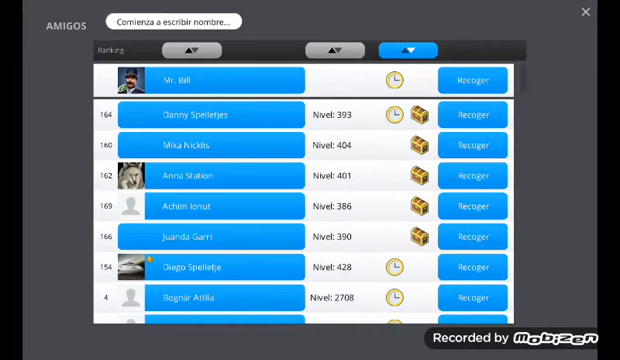 AMIGOS
Comienza a escribir nombre...
Ranking
Mr. Bill Recoger
164 Danny Spelletjes Nivel: 393 Recoger
160 Mika Nicklis Nivel: 404 Recoger
162 Anna Station Nivel: 401 Recoger
169 Achim Ionut Nivel: 386 Recoger
166 Juanda Garri Nivel: 390 Recoger
154 Diego Spelletje Nivel: 428 Recoger
4 Bognár Attila Nivel: 2708 Recoger
Recorded by MOBIZEN